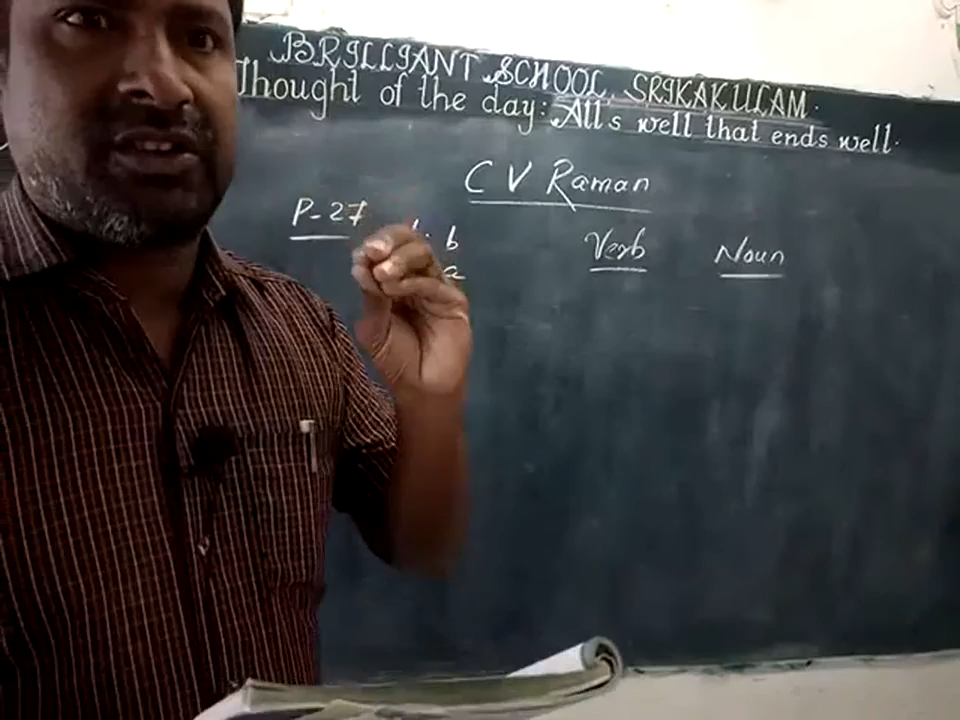 BRILLIANT SCHOOL, SRIKAKULAM.
Thought of the day: All's well that ends well.
C V Raman
P-27
b
a
Verb Noun